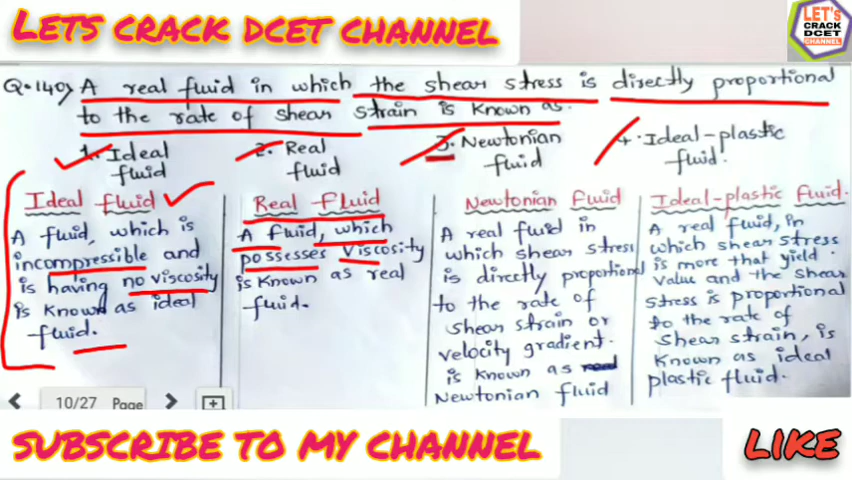 LETS CRACK DCET CHANNEL
LET'S
CRACK
DCET
CHANNEL
Q.140) A real fluid in which the shear stress is directly proportional
to the rate of shear strain is known as.
1. Ideal fluid
2. Real fluid
3. Newtonian fluid
4. Ideal-plastic fluid.
Ideal fluid
A fluid, which is
incompressible and
is having no viscosity
is known as ideal
fluid.
Real Fluid
A fluid, which
possesses viscosity
is known as real
fluid.
Newtonian Fluid
A real fluid in
which shear stress
is directly proportional
to the rate of
shear strain or
velocity gradient.
is known as
Newtonian fluid
Ideal-plastic fluid.
A real fluid, in
which shear stress
is more that yield
value and the shear
stress is proportional
to the rate of
shear strain, is
known as ideal
plastic fluid.
10/27 Page
SUBSCRIBE TO MY CHANNEL
LIKE